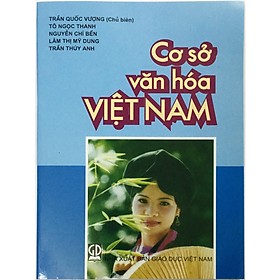 TRẦN QUỐC VƯỢNG (Chủ biên)
TÔ NGỌC THANH
NGUYỄN CHÍ BỀN
LÂM THỊ MỸ DUNG
TRẦN THÚY ANH
Cơ sở
văn hóa
VIỆT NAM
XUẤT BẢN GIÁO DỤC VIỆT NAM